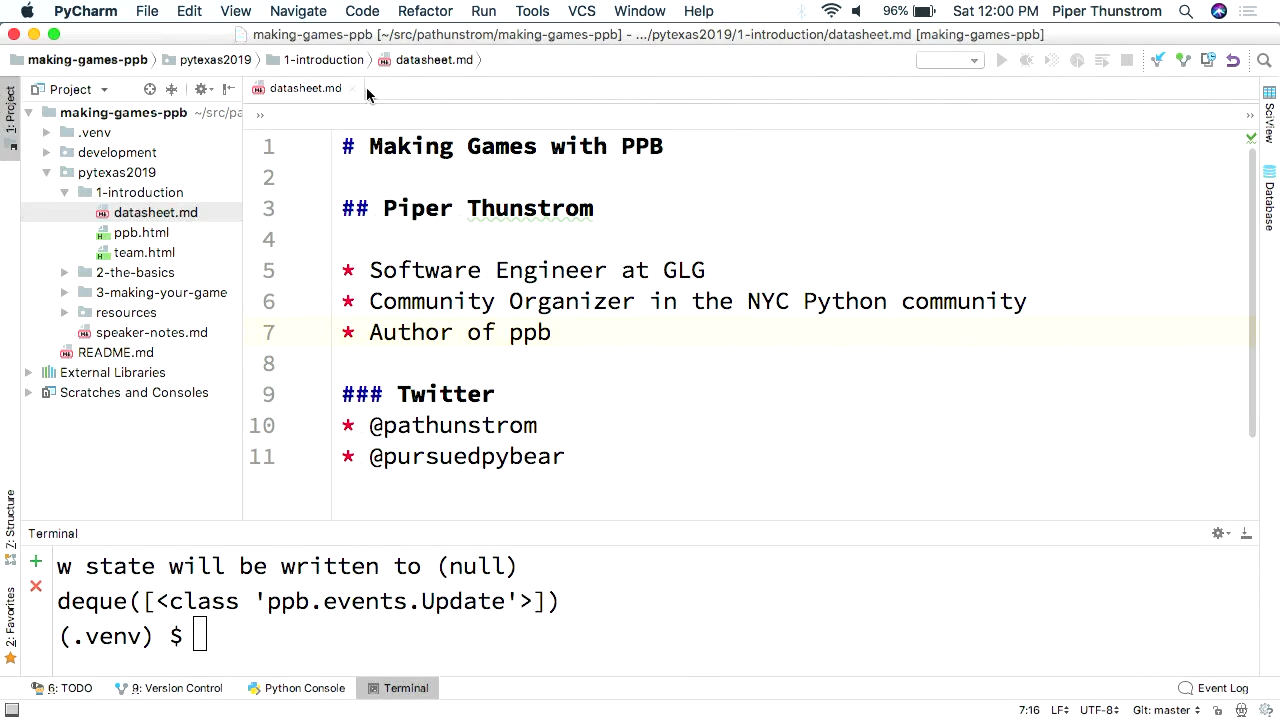 PyCharm File Edit View Navigate Code Refactor Run Tools VCS Window Help 96% Sat 12:00 PM Piper Thunstrom
making-games-ppb [~/src/pathunstrom/making-games-ppb] - .../pytexas2019/1-introduction/datasheet.md [making-games-ppb]
making-games-ppb pytexas2019 1-introduction datasheet.md
1: Project
Project
datasheet.md
making-games-ppb ~/src/pa
.venv
development
pytexas2019
1-introduction
datasheet.md
ppb.html
team.html
2-the-basics
3-making-your-game
resources
speaker-notes.md
README.md
External Libraries
Scratches and Consoles
»
»
1 # Making Games with PPB
2
3 ## Piper Thunstrom
4
5 * Software Engineer at GLG
6 * Community Organizer in the NYC Python community
7 * Author of ppb
8
9 ### Twitter
10 * @pathunstrom
11 * @pursuedpybear
SciView
Database
7: Structure
2: Favorites
Terminal
w state will be written to (null)
deque([<class 'ppb.events.Update'>])
(.venv) $
6: TODO 9: Version Control Python Console Terminal Event Log
7:16 LF UTF-8 Git: master